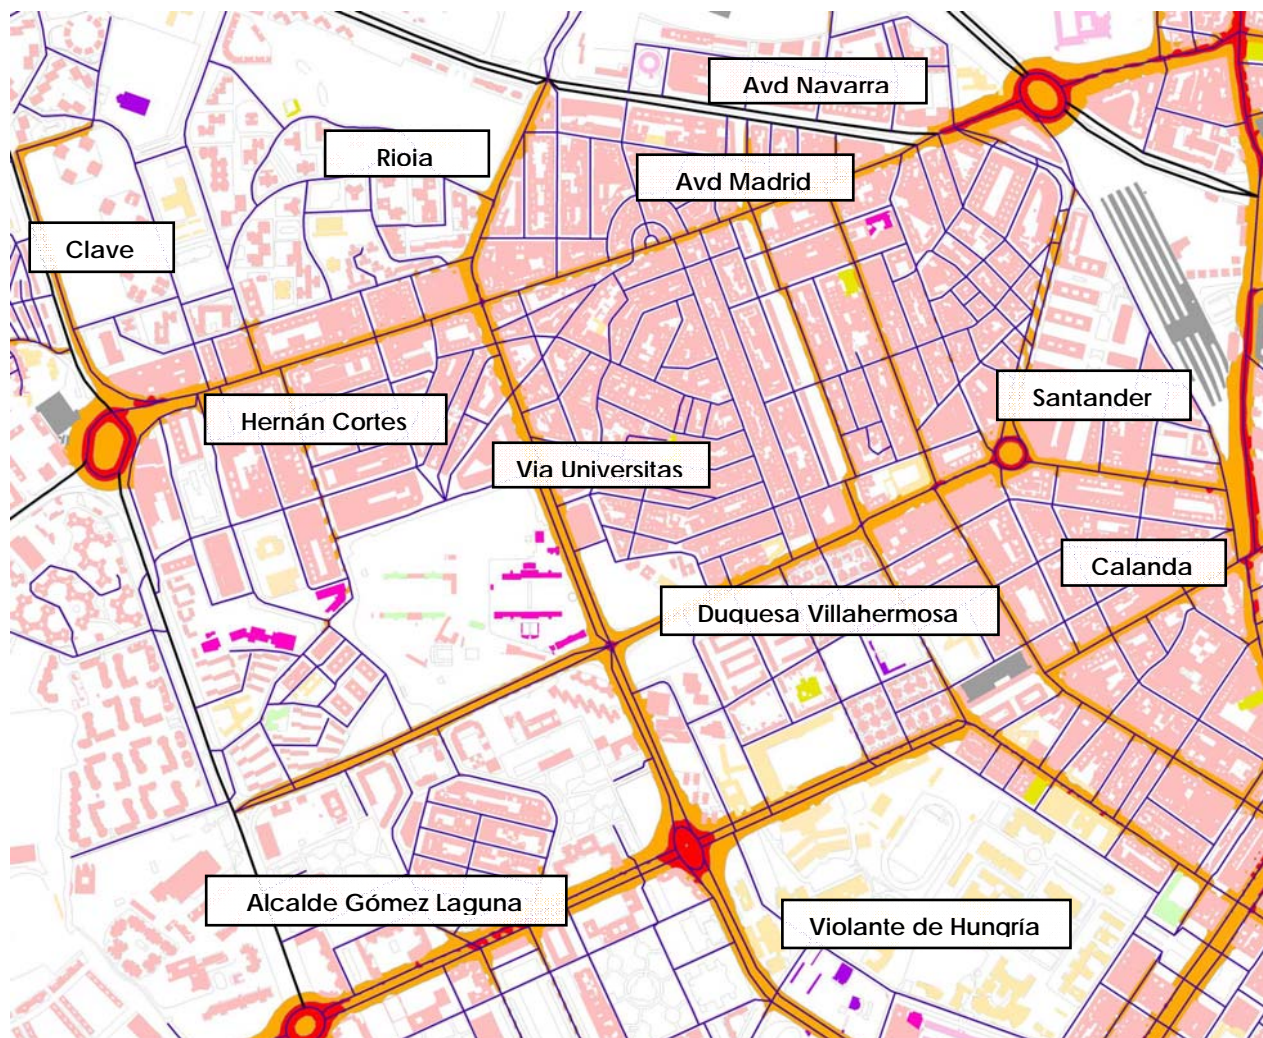 Avd Navarra
Rioja
Avd Madrid
Clave
Santander
Hernán Cortes
Via Universitas
Calanda
Duquesa Villahermosa
Alcalde Gómez Laguna
Violante de Hungría